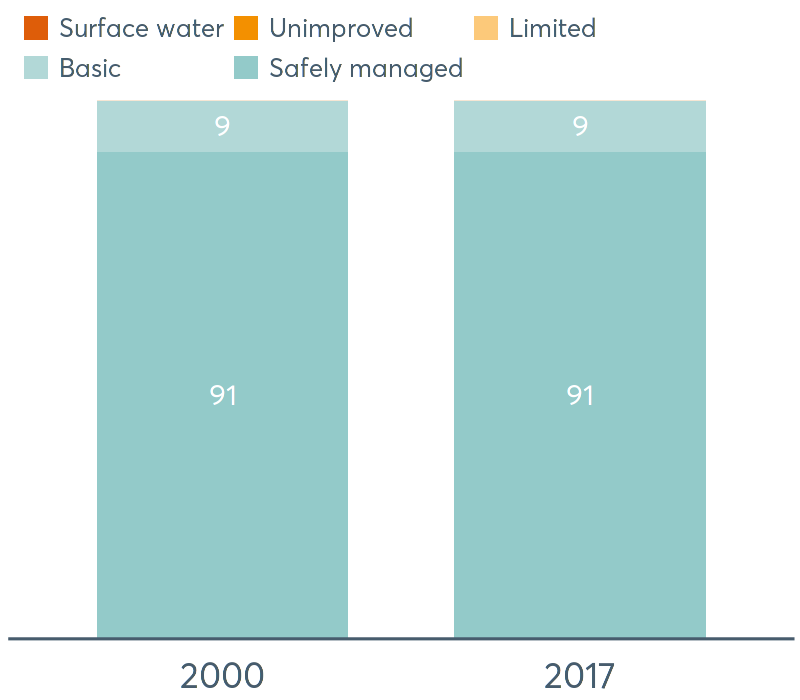 Surface water Unimproved Limited
Basic Safely managed
9 9
91 91
2000 2017